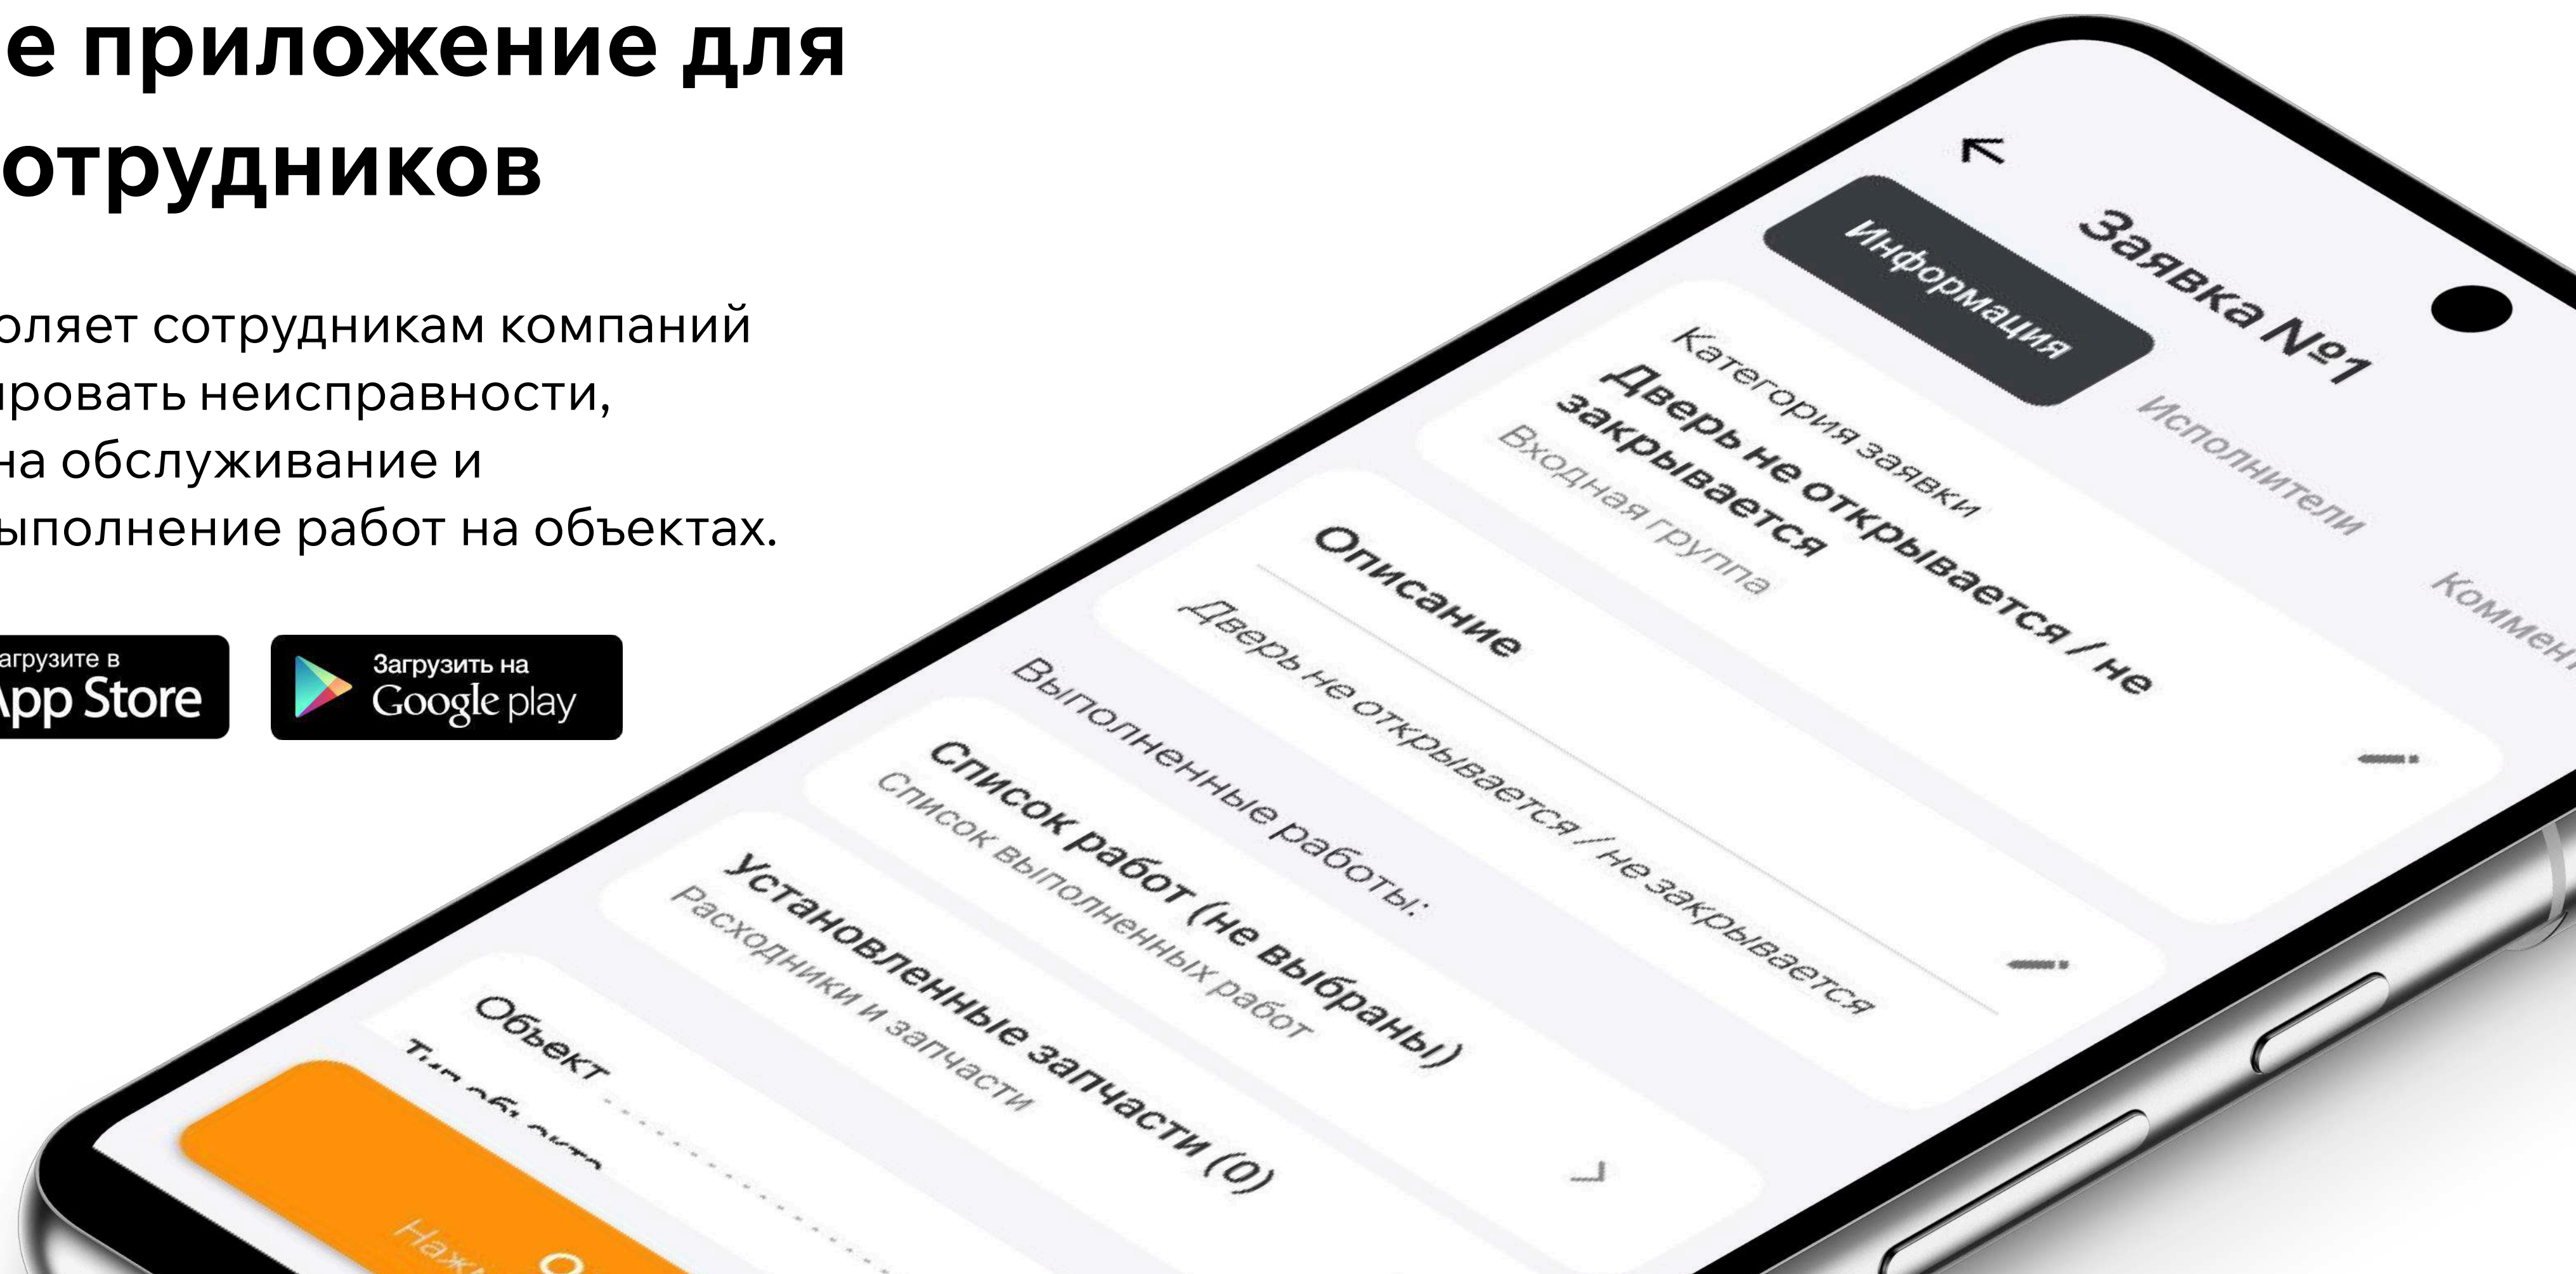 е приложение для
отрудников
оляет сотрудникам компаний
ировать неисправности,
на обслуживание и
ыполнение работ на объектах.
агрузите в
App Store
Загрузить на
Google play
Заявка №1
Информация
Исполнители
Коммент
Категория заявки
Дверь не открывается / не
закрывается
Входная группа
Описание
Дверь не открывается / не закрывается
Выполненные работы:
Список работ (не выбраны)
Список выполненных работ
Установленные запчасти (0)
Расходники и запчасти
Объект